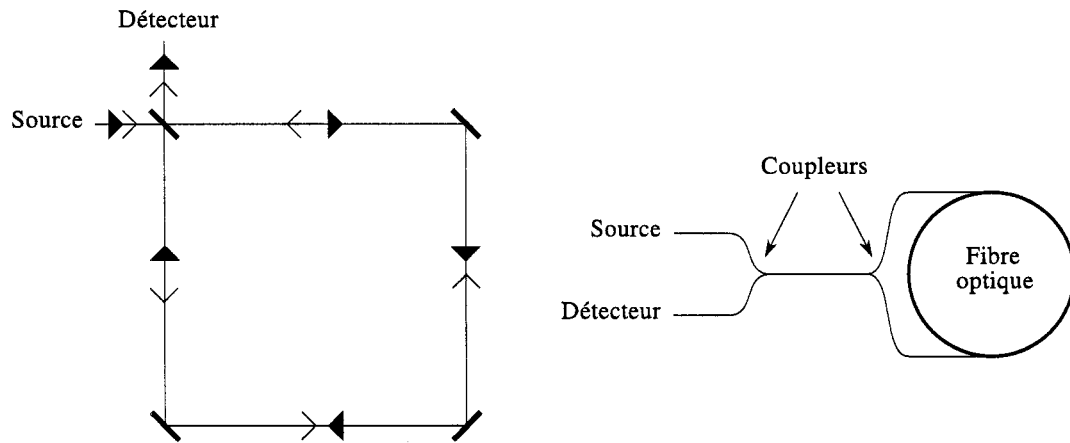 Détecteur
Source
Coupleurs
Source
Fibre
optique
Détecteur